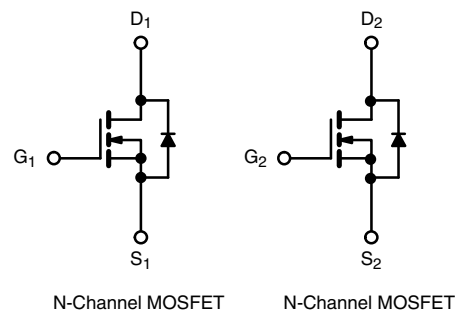 D1 D2
G1 G2
S1 S2
N-Channel MOSFET N-Channel MOSFET